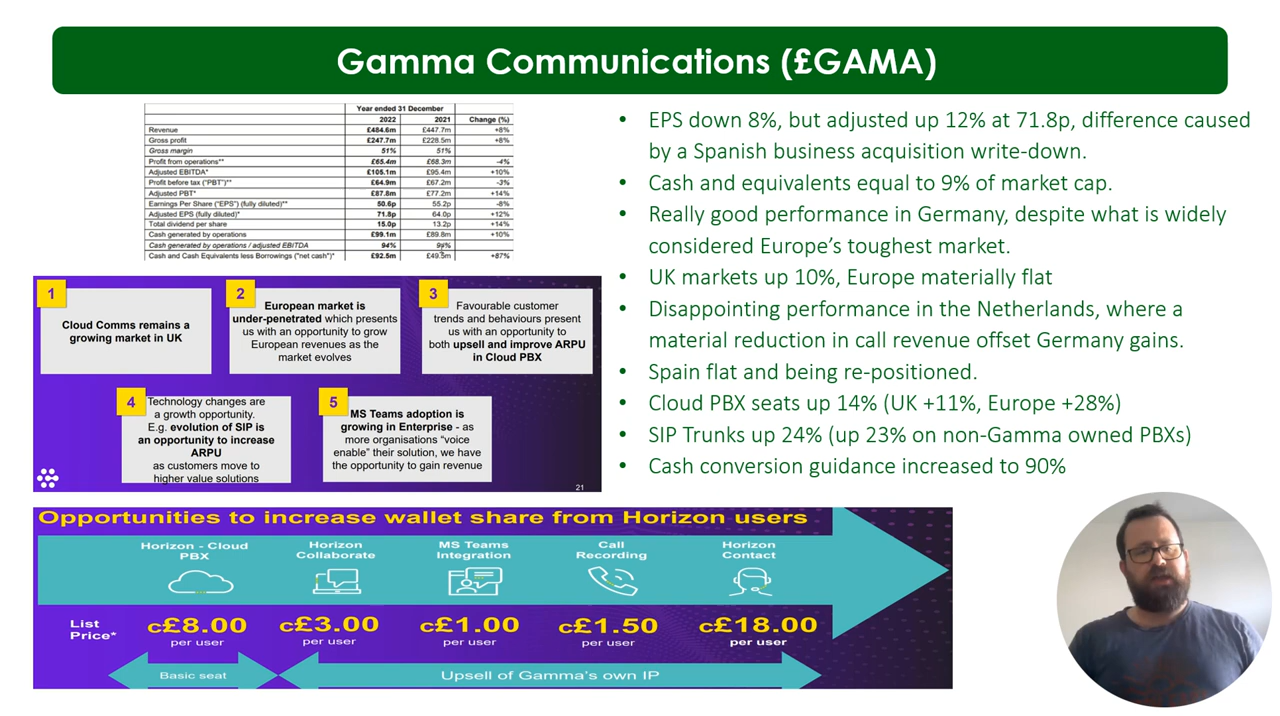 Gamma Communications (£GAMA)
Year ended 31 December
2022 2021 Change (%)
Revenue £484.6m £447.7m +8%
Gross profit £247.7m £228.5m +8%
Gross margin 51% 51%
Profit from operations** £65.4m £68.3m -4%
Adjusted EBITDA* £105.1m £95.4m +10%
Profit before tax ("PBT")** £64.9m £67.2m -3%
Adjusted PBT* £87.8m £77.2m +14%
Earnings Per Share ("EPS") (fully diluted)** 50.6p 55.2p -8%
Adjusted EPS (fully diluted)* 71.8p 64.0p +12%
Total dividend per share 15.0p 13.2p +14%
Cash generated by operations £99.1m £89.8m +10%
Cash generated by operations / adjusted EBITDA 94%
Cash and Cash Equivalents less Borrowings ("net cash")* £92.5m £49.5m +87%
1
Cloud Comms remains a
growing market in UK
2
European market is
under-penetrated which presents
us with an opportunity to grow
European revenues as the
market evolves
3
Favourable customer
trends and behaviours present
us with an opportunity to
both upsell and improve ARPU
in Cloud PBX
4
Technology changes are
a growth opportunity.
E.g. evolution of SIP is
an opportunity to increase
ARPU
as customers move to
higher value solutions
5
MS Teams adoption is
growing in Enterprise - as
more organisations "voice
enable" their solution, we have
the opportunity to gain revenue
21
• EPS down 8%, but adjusted up 12% at 71.8p, difference caused
by a Spanish business acquisition write-down.
• Cash and equivalents equal to 9% of market cap.
• Really good performance in Germany, despite what is widely
considered Europe's toughest market.
• UK markets up 10%, Europe materially flat
• Disappointing performance in the Netherlands, where a
material reduction in call revenue offset Germany gains.
• Spain flat and being re-positioned.
• Cloud PBX seats up 14% (UK +11%, Europe +28%)
• SIP Trunks up 24% (up 23% on non-Gamma owned PBXs)
• Cash conversion guidance increased to 90%
Opportunities to increase wallet share from Horizon users
Horizon - Cloud
PBX
Horizon
Collaborate
MS Teams
Integration
Call
Recording
Horizon
Contact
List
Price*
c£8.00
per user
c£3.00
per user
c£1.00
per user
c£1.50
per user
c£18.00
per user
Basic seat
Upsell of Gamma's own IP